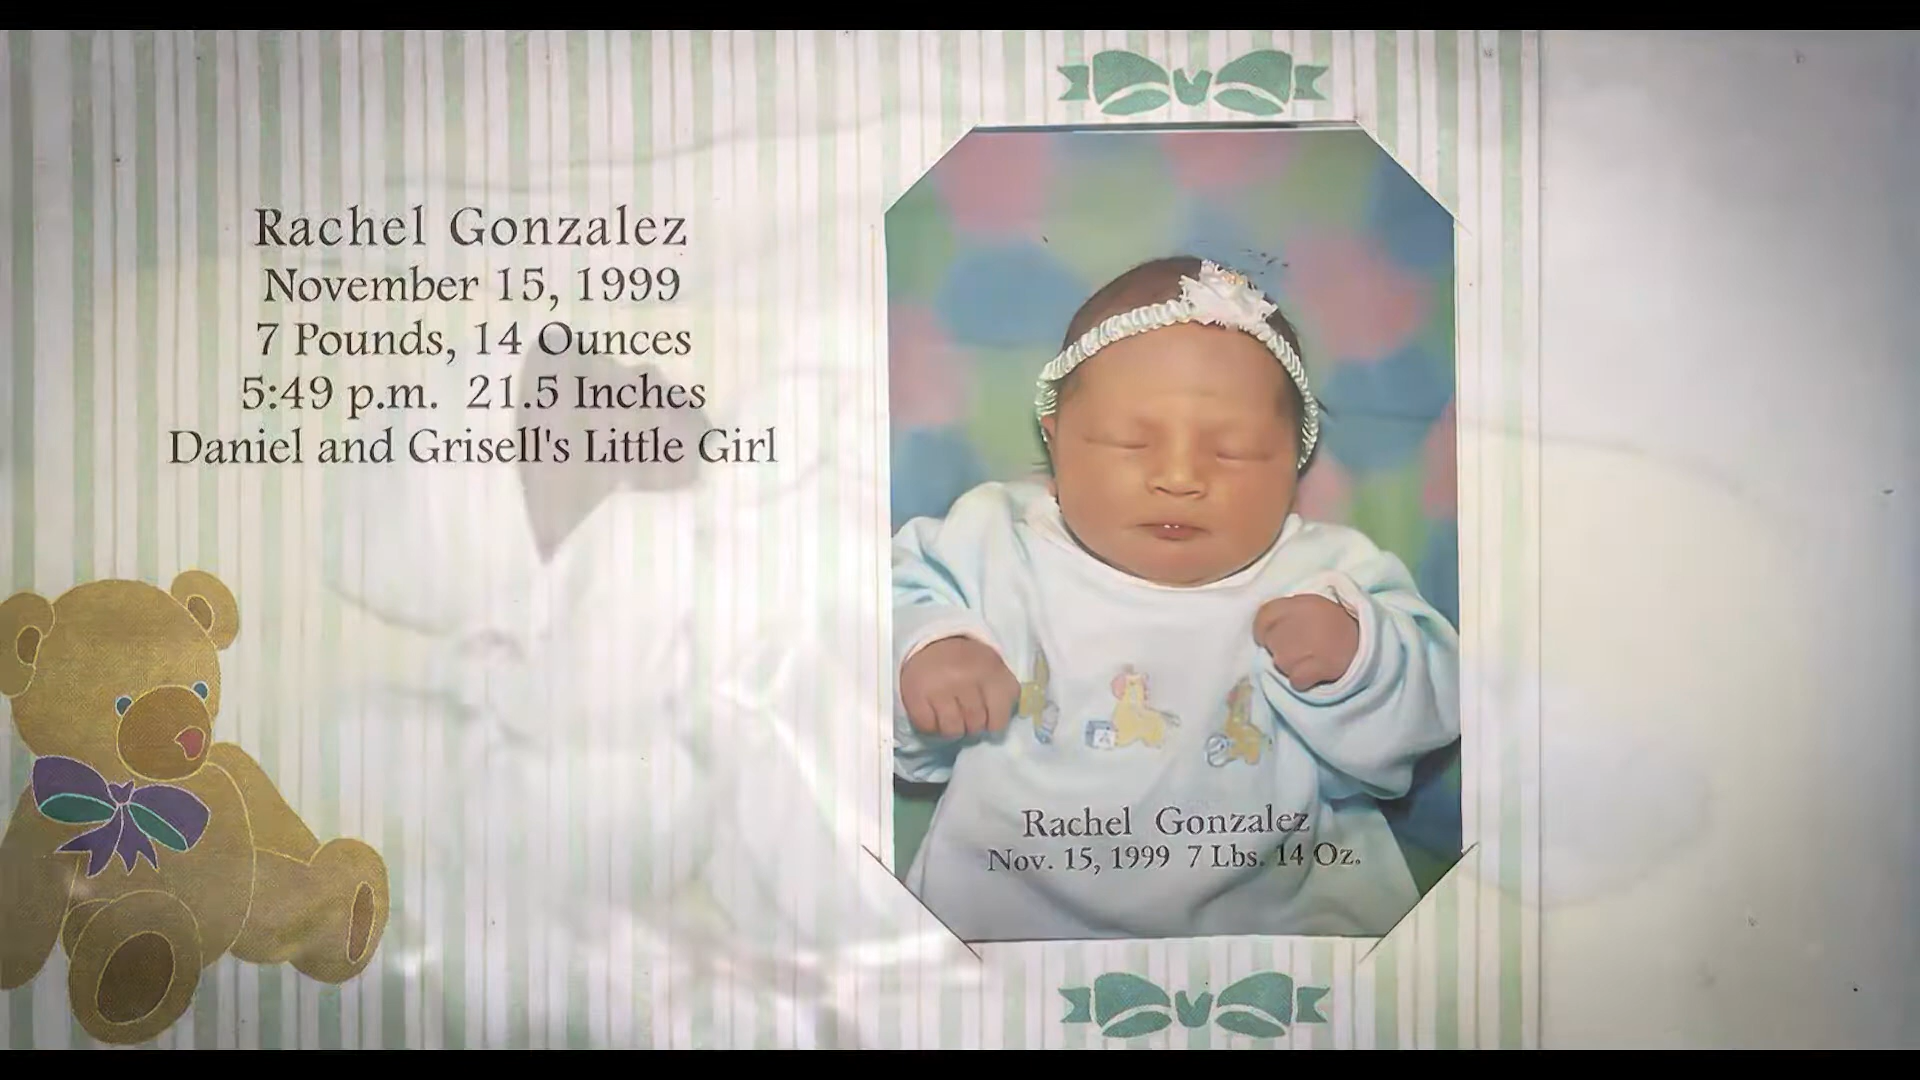 Rachel Gonzalez
November 15, 1999
7 Pounds, 14 Ounces
5:49 p.m. 21.5 Inches
Daniel and Grisell's Little Girl
Rachel Gonzalez
Nov. 15, 1999 7 Lbs. 14 Oz.